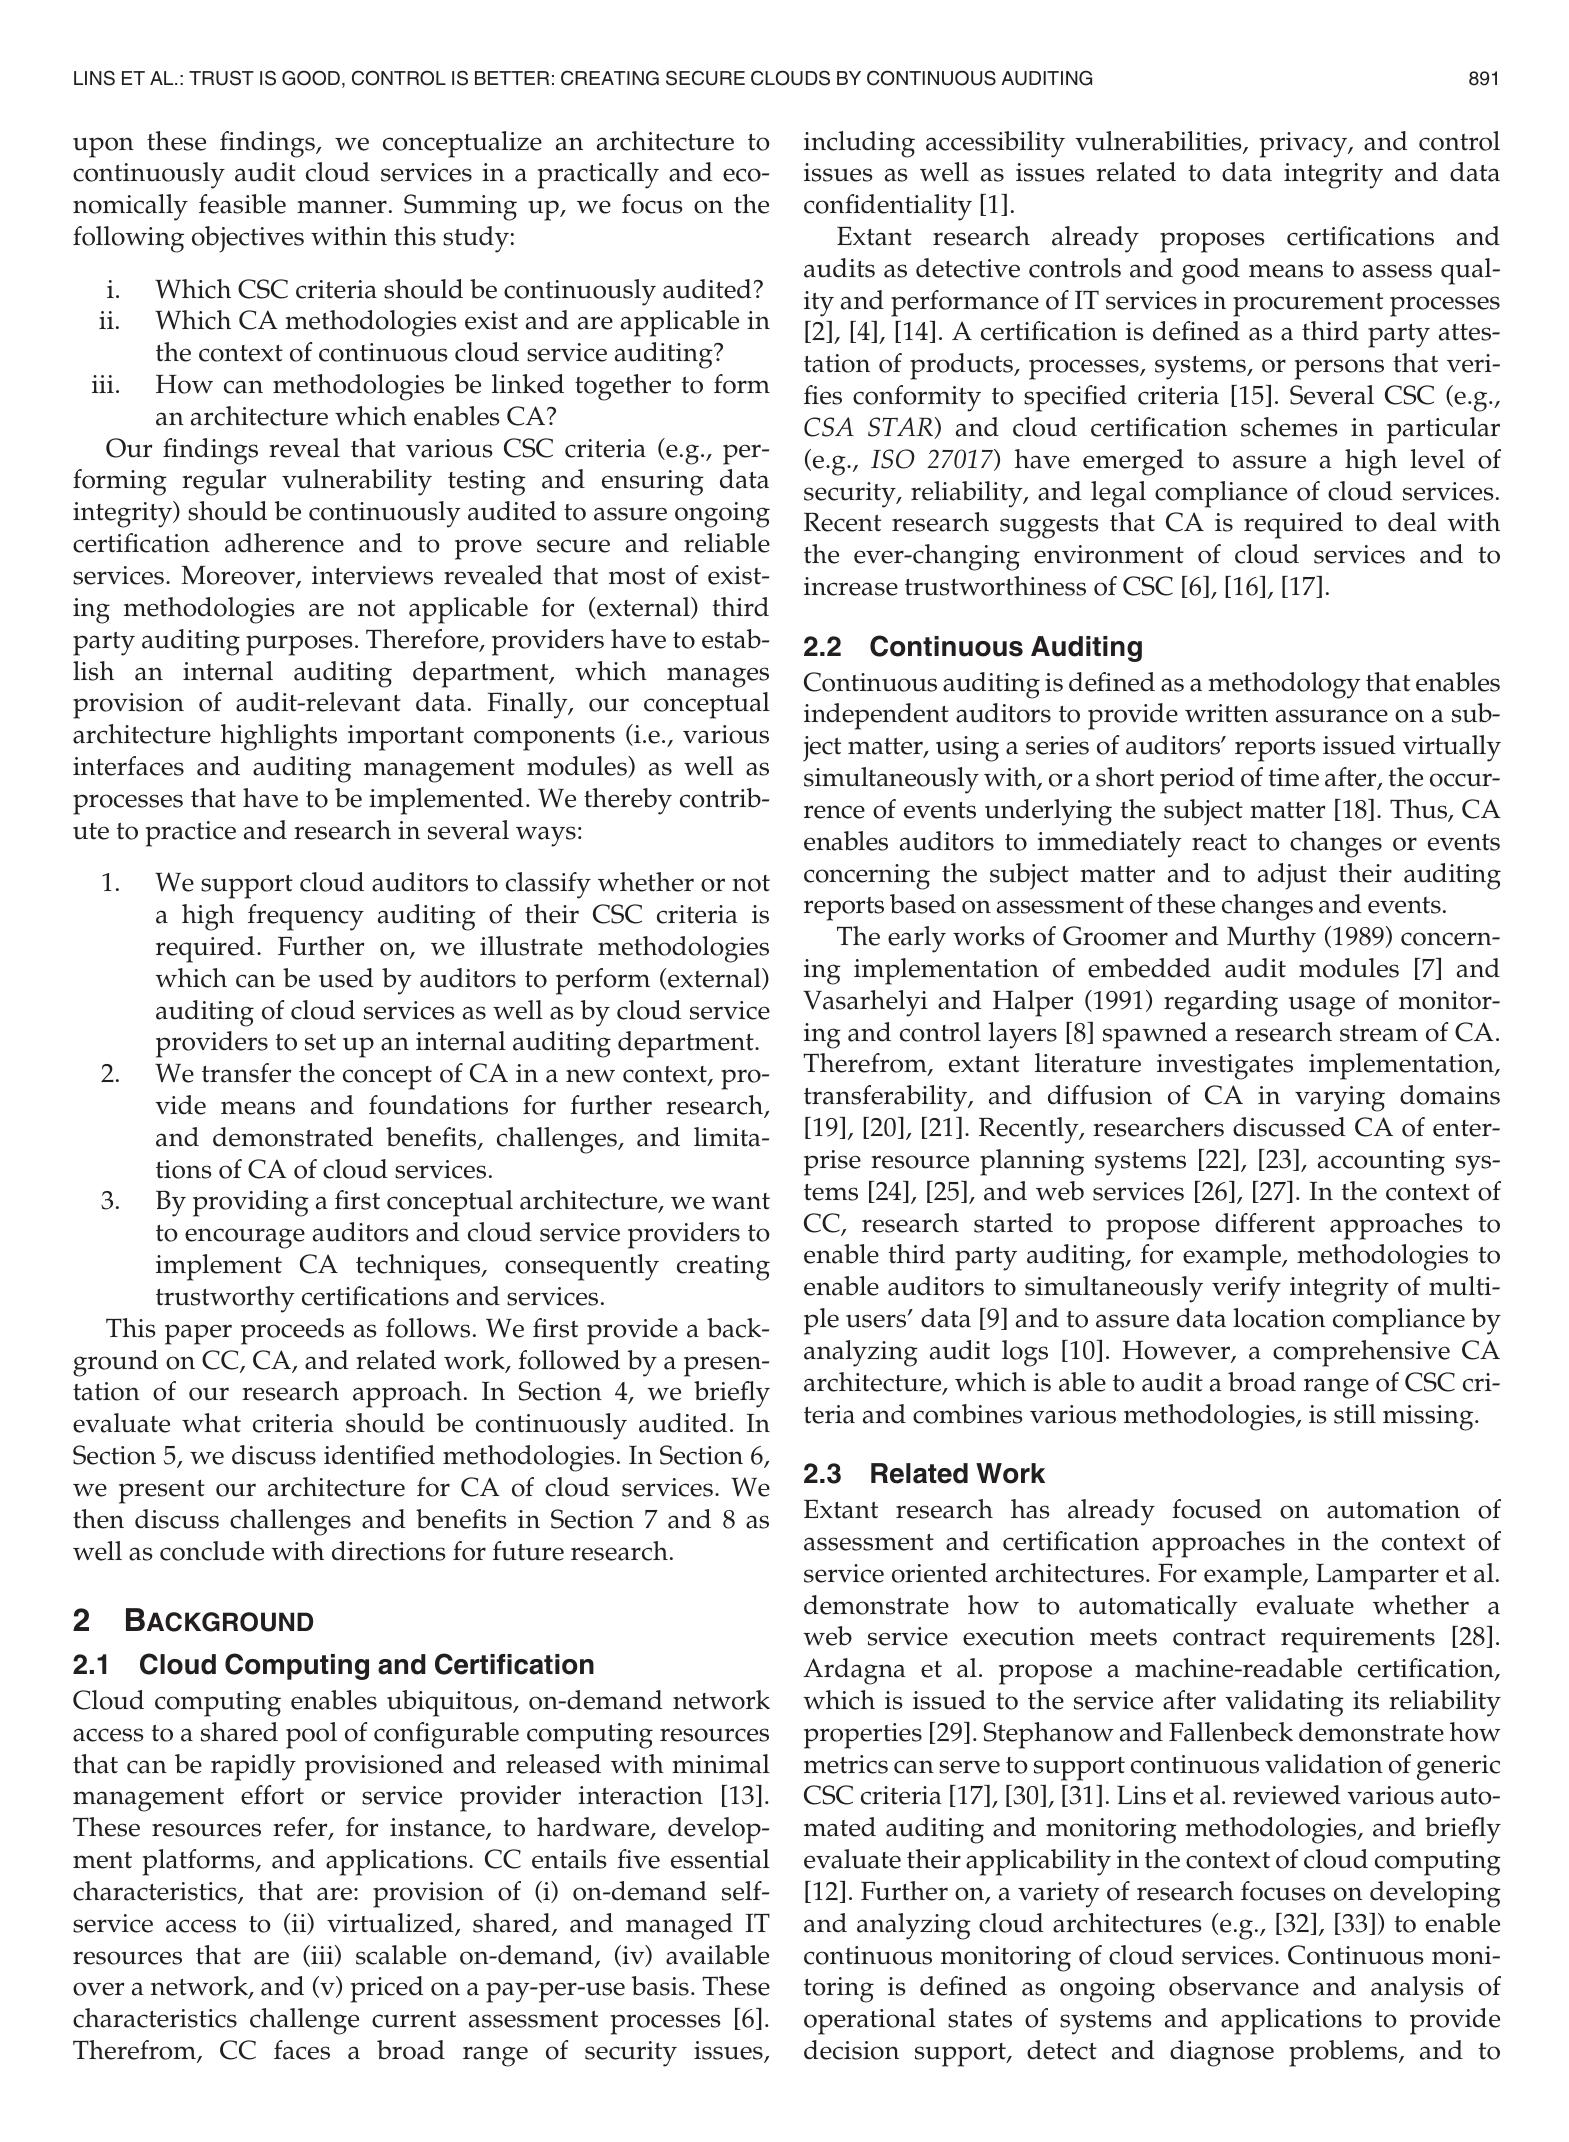 LINS ET AL.: TRUST IS GOOD, CONTROL IS BETTER: CREATING SECURE CLOUDS BY CONTINUOUS AUDITING 891
upon these findings, we conceptualize an architecture to
continuously audit cloud services in a practically and eco-
nomically feasible manner. Summing up, we focus on the
following objectives within this study:
i. Which CSC criteria should be continuously audited?
ii. Which CA methodologies exist and are applicable in
the context of continuous cloud service auditing?
iii. How can methodologies be linked together to form
an architecture which enables CA?
Our findings reveal that various CSC criteria (e.g., per-
forming regular vulnerability testing and ensuring data
integrity) should be continuously audited to assure ongoing
certification adherence and to prove secure and reliable
services. Moreover, interviews revealed that most of exist-
ing methodologies are not applicable for (external) third
party auditing purposes. Therefore, providers have to estab-
lish an internal auditing department, which manages
provision of audit-relevant data. Finally, our conceptual
architecture highlights important components (i.e., various
interfaces and auditing management modules) as well as
processes that have to be implemented. We thereby contrib-
ute to practice and research in several ways:
1. We support cloud auditors to classify whether or not
a high frequency auditing of their CSC criteria is
required. Further on, we illustrate methodologies
which can be used by auditors to perform (external)
auditing of cloud services as well as by cloud service
providers to set up an internal auditing department.
2. We transfer the concept of CA in a new context, pro-
vide means and foundations for further research,
and demonstrated benefits, challenges, and limita-
tions of CA of cloud services.
3. By providing a first conceptual architecture, we want
to encourage auditors and cloud service providers to
implement CA techniques, consequently creating
trustworthy certifications and services.
This paper proceeds as follows. We first provide a back-
ground on CC, CA, and related work, followed by a presen-
tation of our research approach. In Section 4, we briefly
evaluate what criteria should be continuously audited. In
Section 5, we discuss identified methodologies. In Section 6,
we present our architecture for CA of cloud services. We
then discuss challenges and benefits in Section 7 and 8 as
well as conclude with directions for future research.
2 BACKGROUND
2.1 Cloud Computing and Certification
Cloud computing enables ubiquitous, on-demand network
access to a shared pool of configurable computing resources
that can be rapidly provisioned and released with minimal
management effort or service provider interaction [13].
These resources refer, for instance, to hardware, develop-
ment platforms, and applications. CC entails five essential
characteristics, that are: provision of (i) on-demand self-
service access to (ii) virtualized, shared, and managed IT
resources that are (iii) scalable on-demand, (iv) available
over a network, and (v) priced on a pay-per-use basis. These
characteristics challenge current assessment processes [6].
Therefrom, CC faces a broad range of security issues,
including accessibility vulnerabilities, privacy, and control
issues as well as issues related to data integrity and data
confidentiality [1].
Extant research already proposes certifications and
audits as detective controls and good means to assess qual-
ity and performance of IT services in procurement processes
[2], [4], [14]. A certification is defined as a third party attes-
tation of products, processes, systems, or persons that veri-
fies conformity to specified criteria [15]. Several CSC (e.g.,
CSA STAR) and cloud certification schemes in particular
(e.g., ISO 27017) have emerged to assure a high level of
security, reliability, and legal compliance of cloud services.
Recent research suggests that CA is required to deal with
the ever-changing environment of cloud services and to
increase trustworthiness of CSC [6], [16], [17].
2.2 Continuous Auditing
Continuous auditing is defined as a methodology that enables
independent auditors to provide written assurance on a sub-
ject matter, using a series of auditors' reports issued virtually
simultaneously with, or a short period of time after, the occur-
rence of events underlying the subject matter [18]. Thus, CA
enables auditors to immediately react to changes or events
concerning the subject matter and to adjust their auditing
reports based on assessment of these changes and events.
The early works of Groomer and Murthy (1989) concern-
ing implementation of embedded audit modules [7] and
Vasarhelyi and Halper (1991) regarding usage of monitor-
ing and control layers [8] spawned a research stream of CA.
Therefrom, extant literature investigates implementation,
transferability, and diffusion of CA in varying domains
[19], [20], [21]. Recently, researchers discussed CA of enter-
prise resource planning systems [22], [23], accounting sys-
tems [24], [25], and web services [26], [27]. In the context of
CC, research started to propose different approaches to
enable third party auditing, for example, methodologies to
enable auditors to simultaneously verify integrity of multi-
ple users' data [9] and to assure data location compliance by
analyzing audit logs [10]. However, a comprehensive CA
architecture, which is able to audit a broad range of CSC cri-
teria and combines various methodologies, is still missing.
2.3 Related Work
Extant research has already focused on automation of
assessment and certification approaches in the context of
service oriented architectures. For example, Lamparter et al.
demonstrate how to automatically evaluate whether a
web service execution meets contract requirements [28].
Ardagna et al. propose a machine-readable certification,
which is issued to the service after validating its reliability
properties [29]. Stephanow and Fallenbeck demonstrate how
metrics can serve to support continuous validation of generic
CSC criteria [17], [30], [31]. Lins et al. reviewed various auto-
mated auditing and monitoring methodologies, and briefly
evaluate their applicability in the context of cloud computing
[12]. Further on, a variety of research focuses on developing
and analyzing cloud architectures (e.g., [32], [33]) to enable
continuous monitoring of cloud services. Continuous moni-
toring is defined as ongoing observance and analysis of
operational states of systems and applications to provide
decision support, detect and diagnose problems, and to